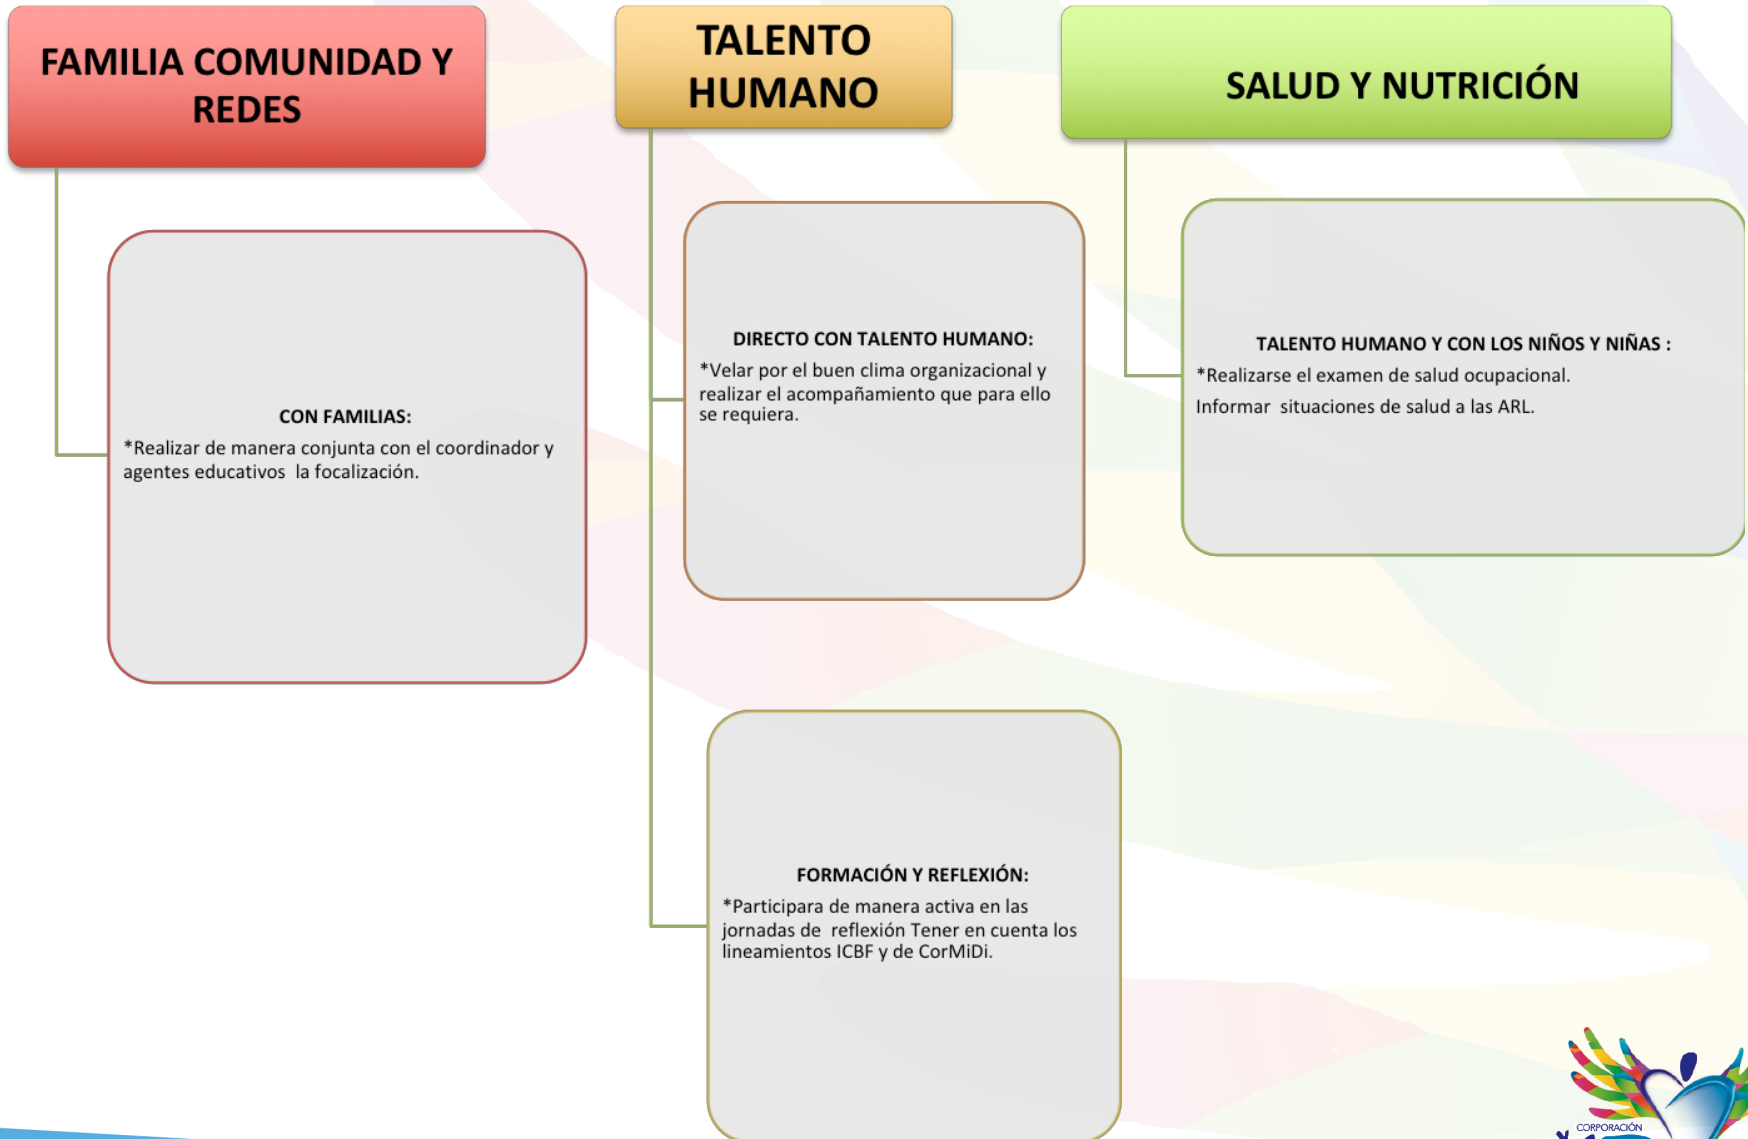 FAMILIA COMUNIDAD Y
REDES
CON FAMILIAS:
*Realizar de manera conjunta con el coordinador y
agentes educativos  la focalización.
TALENTO
HUMANO
DIRECTO CON TALENTO HUMANO:
*Velar por el buen clima organizacional y
realizar el acompañamiento que para ello
se requiera.
FORMACIÓN Y REFLEXIÓN:
*Participara de manera activa en las
jornadas de  reflexión Tener en cuenta los
lineamientos ICBF y de CorMiDi.
SALUD Y NUTRICIÓN
TALENTO HUMANO Y CON LOS NIÑOS Y NIÑAS :
*Realizarse el examen de salud ocupacional.
Informar  situaciones de salud a las ARL.
CORPORACIÓN